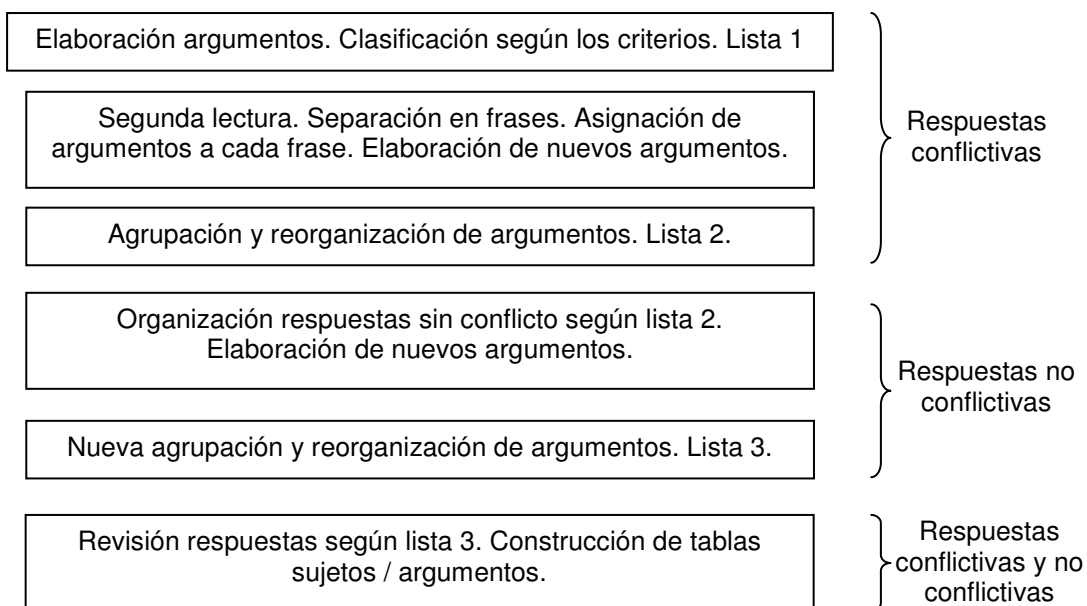 Elaboración argumentos. Clasificación según los criterios. Lista 1
Segunda lectura. Separación en frases. Asignación de
argumentos a cada frase. Elaboración de nuevos argumentos.
Agrupación y reorganización de argumentos. Lista 2.
Respuestas
conflictivas
Organización respuestas sin conflicto según lista 2.
Elaboración de nuevos argumentos.
Nueva agrupación y reorganización de argumentos. Lista 3.
Respuestas no
conflictivas
Revisión respuestas según lista 3. Construcción de tablas
sujetos / argumentos.
Respuestas
conflictivas y no
conflictivas